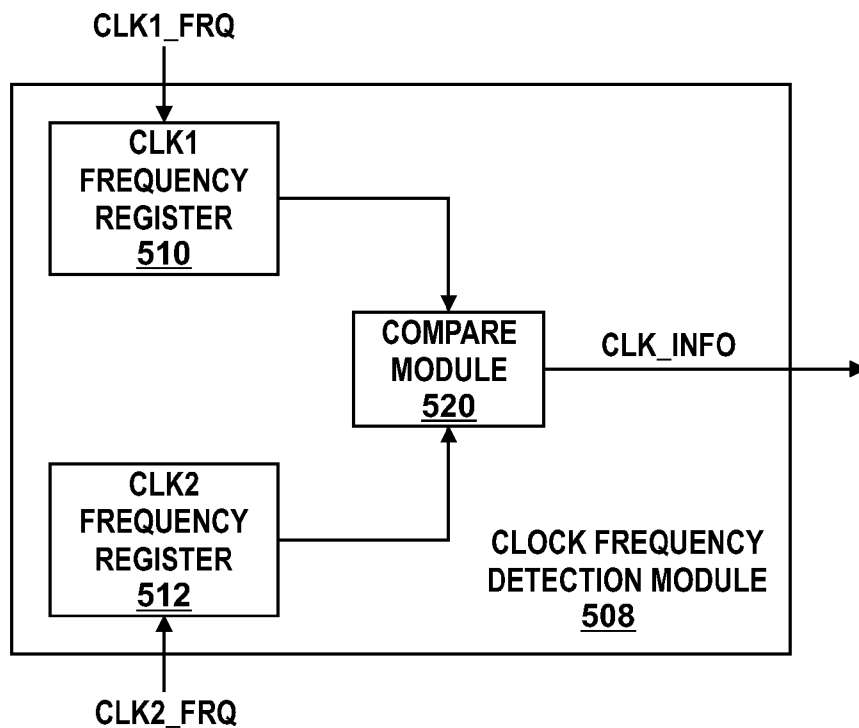 CLK1_FRQ
CLK1
FREQUENCY
REGISTER
510
COMPARE
MODULE
520
CLK_INFO
CLK2
FREQUENCY
REGISTER
512
CLOCK FREQUENCY
DETECTION MODULE
508
CLK2_FRQ